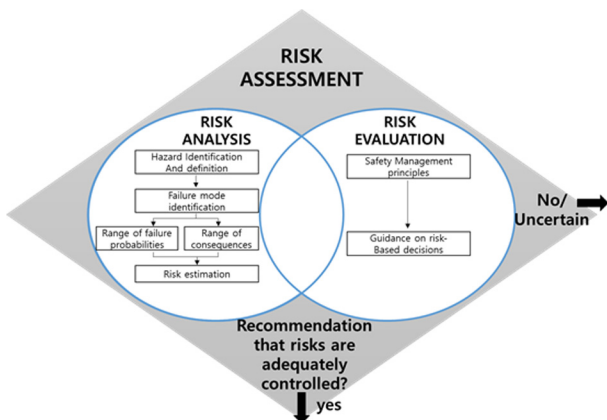 RISK
ASSESSMENT
RISK
ANALYSIS
Hazard Identification
And definition
Failure mode
identification
Range of failure
probabilities
Range of
consequences
Risk estimation
RISK
EVALUATION
Safety Management
principles
Guidance on risk-
Based decisions
No/
Uncertain
Recommendation
that risks are
adequately
controlled?
yes